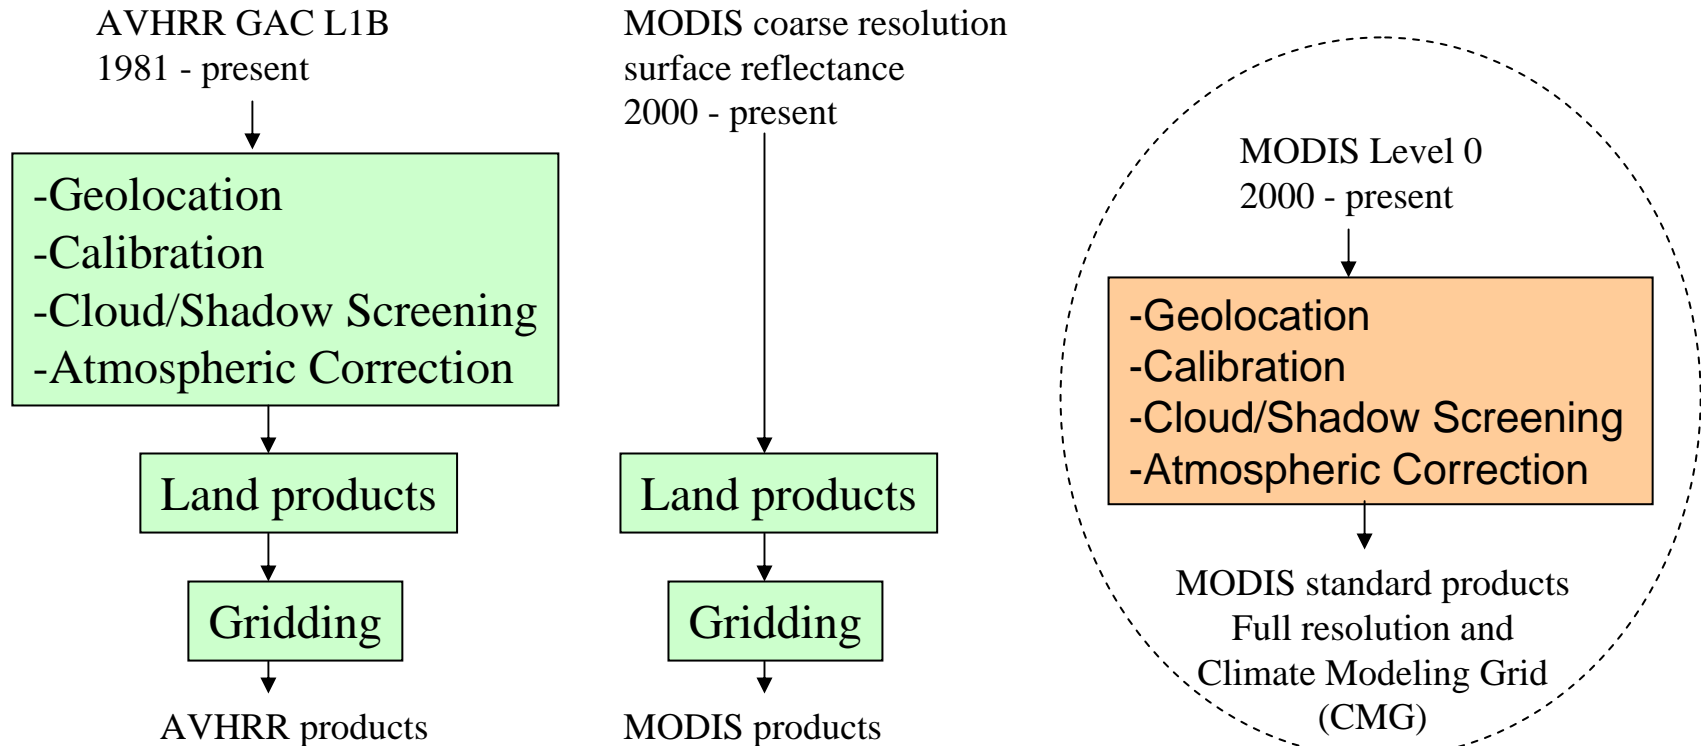 AVHRR GAC L1B
1981 - present
-Geolocation
-Calibration
-Cloud/Shadow Screening
-Atmospheric Correction
Land products
Gridding
AVHRR products
MODIS coarse resolution
surface reflectance
2000 - present
Land products
Gridding
MODIS products
MODIS Level 0
2000 - present
-Geolocation
-Calibration
-Cloud/Shadow Screening
-Atmospheric Correction
MODIS standard products
Full resolution and
Climate Modeling Grid
(CMG)